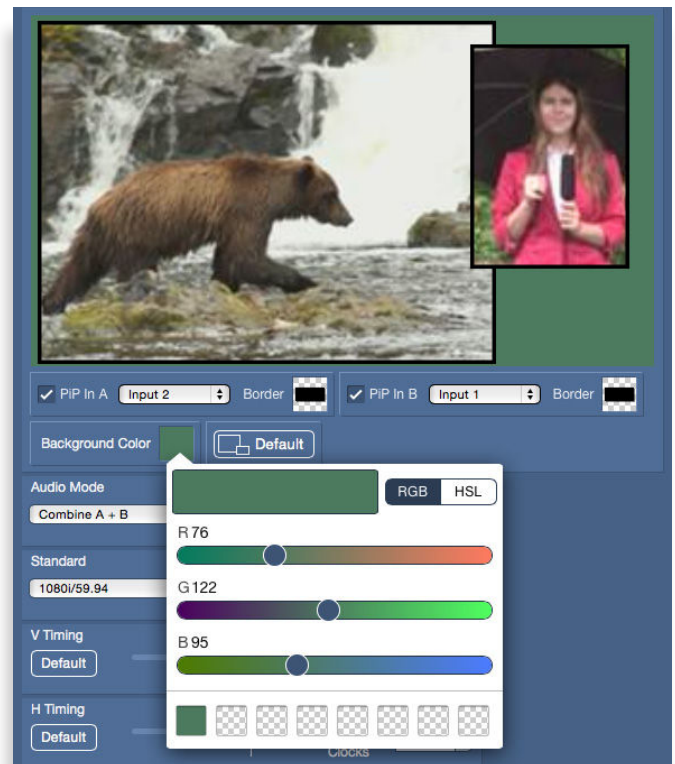 PiP In A Input 2 Border PiP In B Input 1 Border
Background Color Default
Audio Mode
Combine A + B
RGB HSL
R 76
Standard
1080i/59.94
G 122
V Timing
Default
B 95
H Timing
Default
Clocks